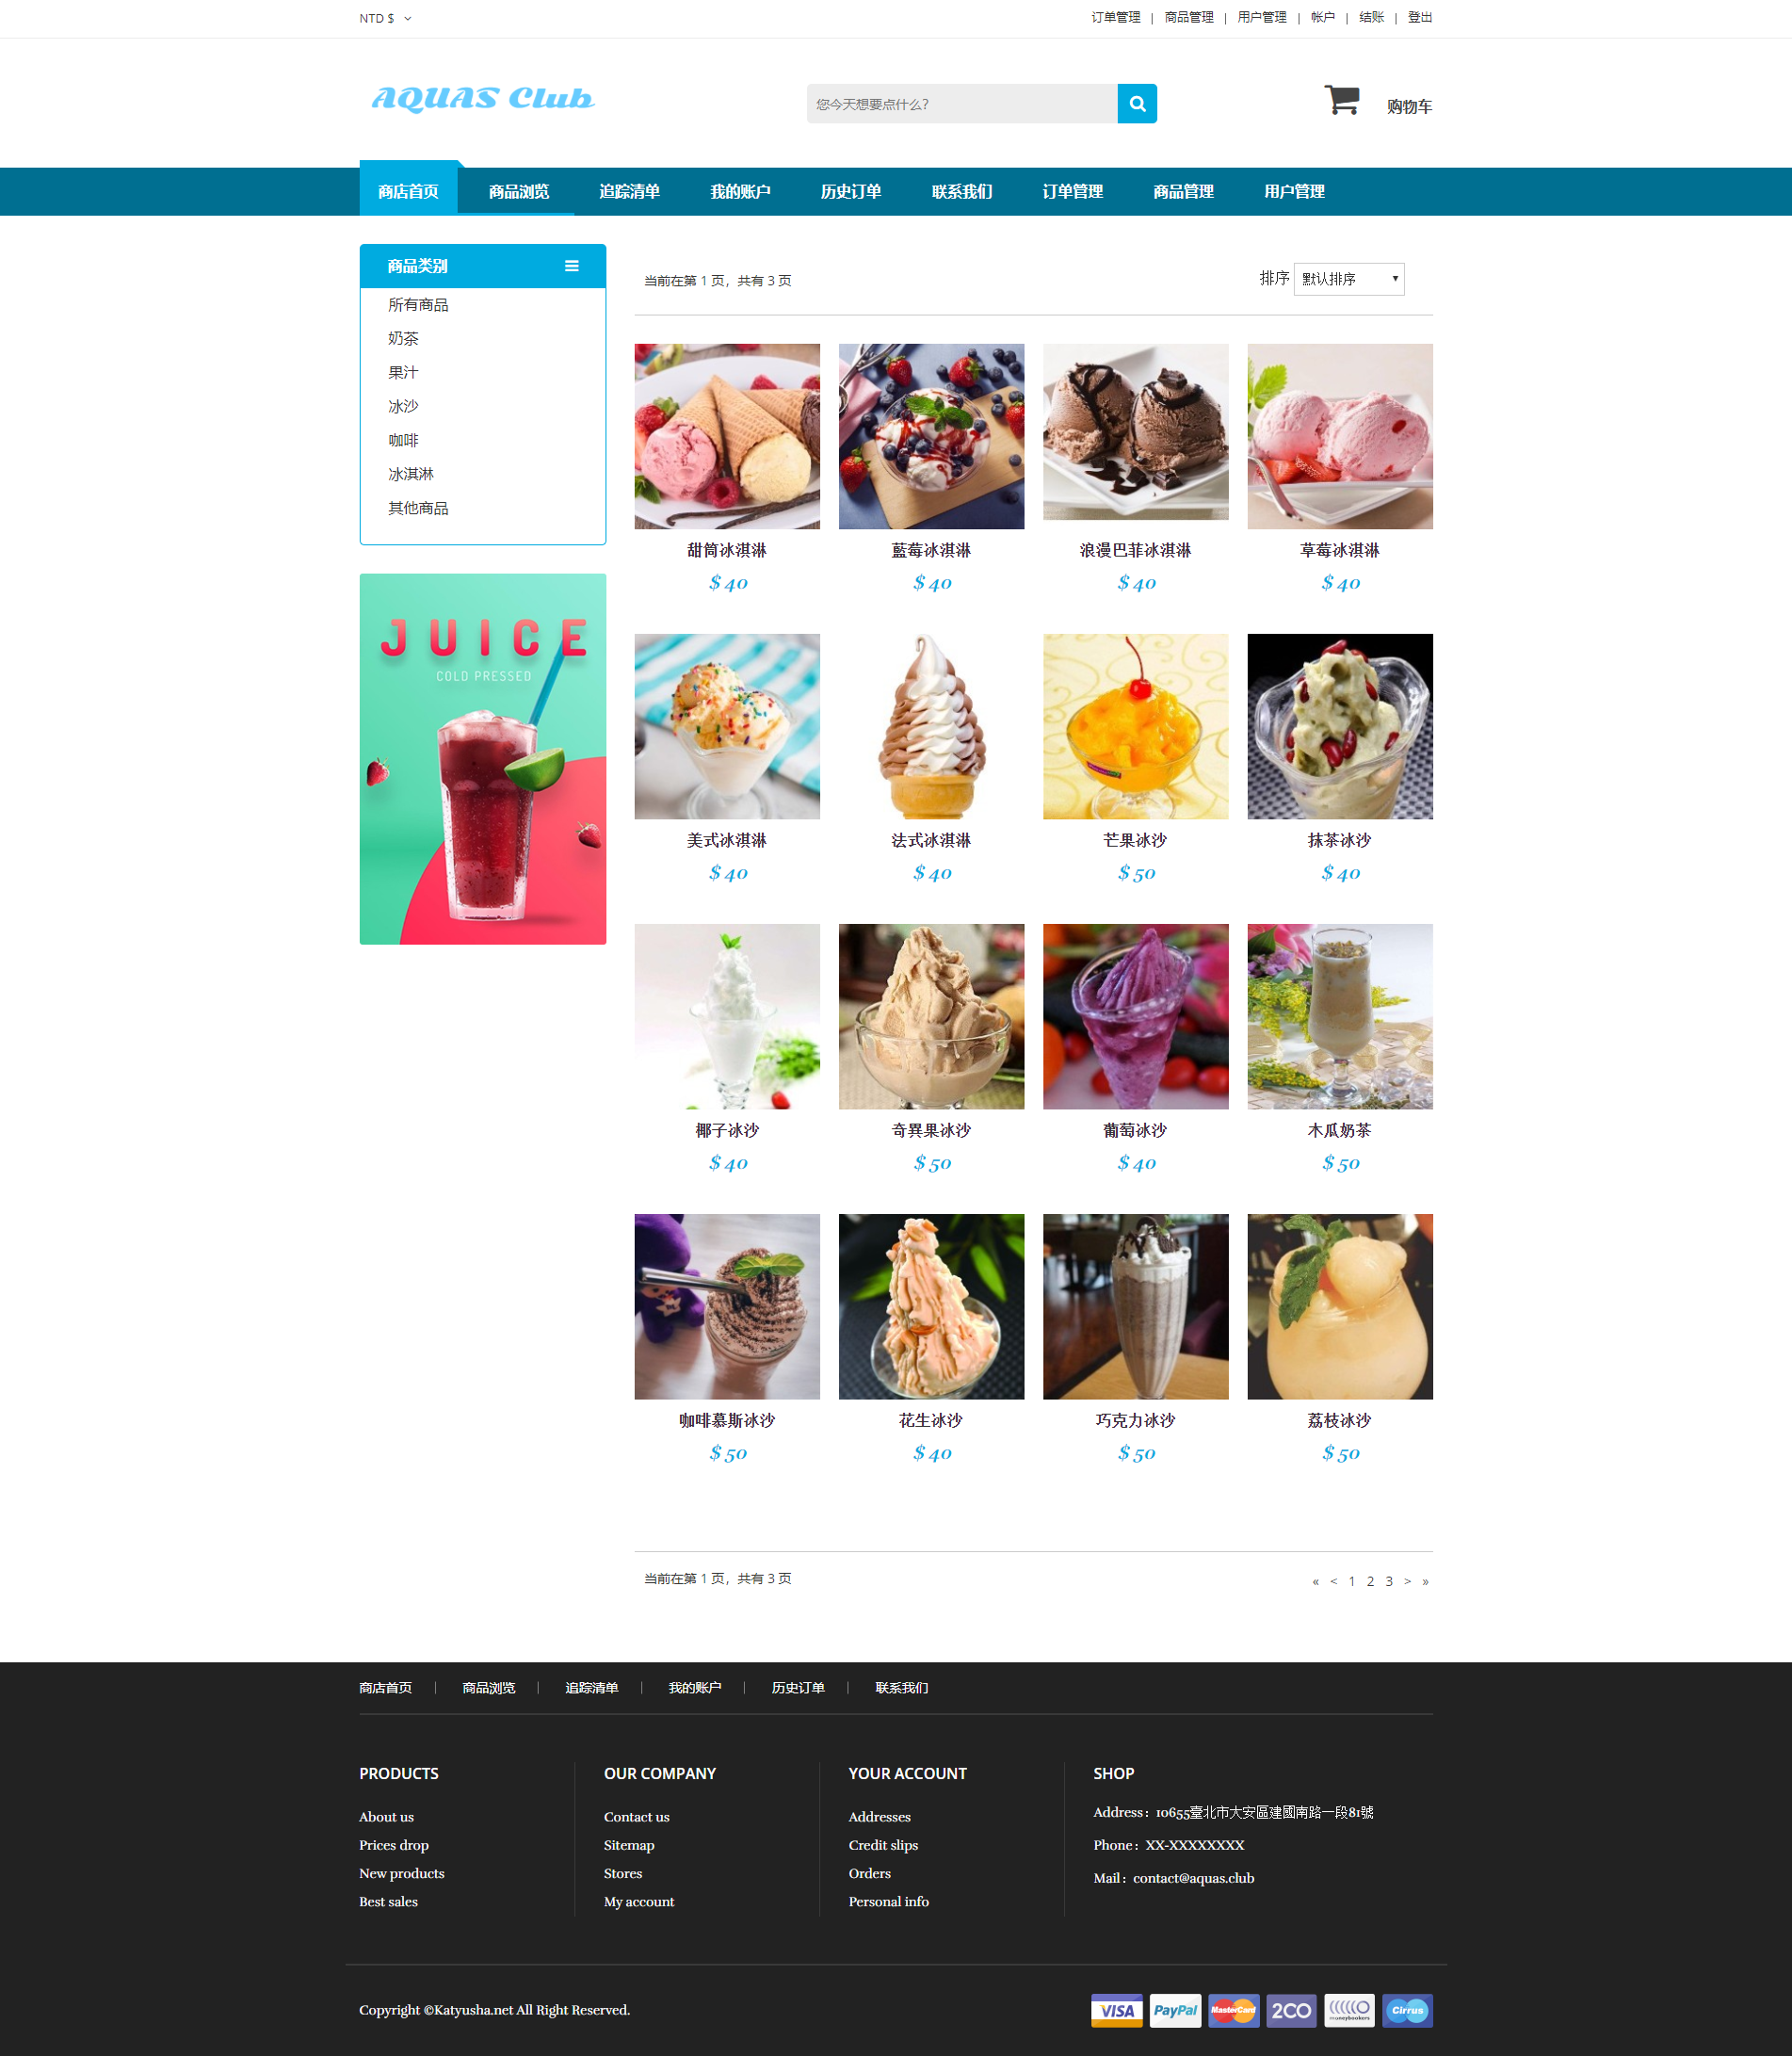 NTD $
订单管理 | 商品管理 | 用户管理 | 帐户 | 结账 | 登出
AQUAS Club
您今天想要点什么?
购物车
商店首页 商品浏览 追踪清单 我的账户 历史订单 联系我们 订单管理 商品管理 用户管理
商品类别
所有商品
奶茶
果汁
冰沙
咖啡
冰淇淋
其他商品
JUICE
COLD PRESSED
当前在第 1 页，共有 3 页
排序 默认排序
甜筒冰淇淋 藍莓冰淇淋 浪漫巴菲冰淇淋 草莓冰淇淋
$ 40 $ 40 $ 40 $ 40
美式冰淇淋 法式冰淇淋 芒果冰沙 抹茶冰沙
$ 40 $ 40 $ 50 $ 40
椰子冰沙 奇異果冰沙 葡萄冰沙 木瓜奶茶
$ 40 $ 50 $ 40 $ 50
咖啡慕斯冰沙 花生冰沙 巧克力冰沙 荔枝冰沙
$ 50 $ 40 $ 50 $ 50
当前在第 1 页，共有 3 页
« < 1 2 3 > »
商店首页 | 商品浏览 | 追踪清单 | 我的账户 | 历史订单 | 联系我们
PRODUCTS
About us
Prices drop
New products
Best sales
OUR COMPANY
Contact us
Sitemap
Stores
My account
YOUR ACCOUNT
Addresses
Credit slips
Orders
Personal info
SHOP
Address：10655臺北市大安區建國南路一段81號
Phone：XX-XXXXXXXX
Mail：contact@aquas.club
Copyright ©Katyusha.net All Right Reserved.
VISA PayPal MasterCard 2CO moneybookers Cirrus